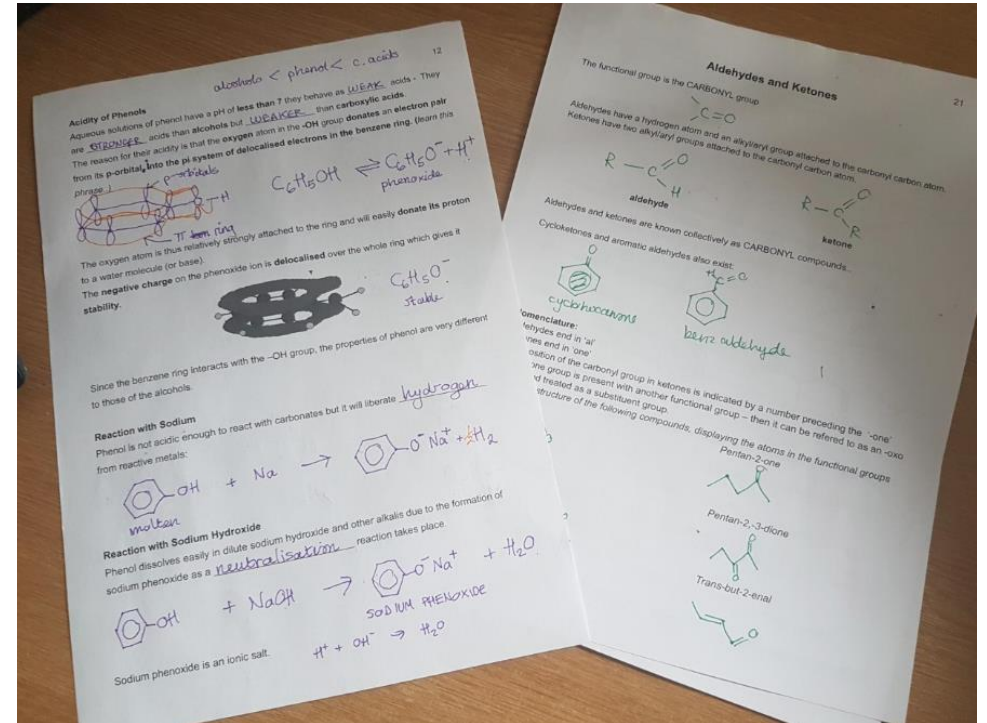 12
alcohols < phenol < c. acids
Acidity of Phenols
Aqueous solutions of phenol have a pH of less than 7 they behave as WEAK acids - They
are STRONGER acids than alcohols but WEAKER than carboxylic acids
The reason for their acidity is that the oxygen atom in the -OH group donates an electron pair
from its p-orbital, into the pi system of delocalised electrons in the benzene ring. (learn this
phrase.)
p-orbitals
H
C6H5OH ⇌ C6H5O⁻ + H⁺
phenoxide
π ring
The oxygen atom is thus relatively strongly attached to the ring and will easily donate its proton
to a water molecule (or base).
The negative charge on the phenoxide ion is delocalised over the whole ring which gives it
stability.
C6H5O⁻
stable
Since the benzene ring interacts with the –OH group, the properties of phenol are very different
to those of the alcohols.
Reaction with Sodium
Phenol is not acidic enough to react with carbonates but it will liberate hydrogen
from reactive metals:
OH + Na → O⁻ Na⁺ + ½H2
molten
Reaction with Sodium Hydroxide
Phenol dissolves easily in dilute sodium hydroxide and other alkalis due to the formation of
sodium phenoxide as a neutralisation reaction takes place.
OH + NaOH → O⁻ Na⁺ + H2O
SODIUM PHENOXIDE
Sodium phenoxide is an ionic salt.
H⁺ + OH⁻ → H2O
21
Aldehydes and Ketones
The functional group is the CARBONYL group
C=O
Aldehydes have a hydrogen atom and an alkyl/aryl group attached to the carbonyl carbon atom.
Ketones have two alkyl/aryl groups attached to the carbonyl carbon atom.
R – C O H
aldehyde
R – C O R
ketone
Aldehydes and ketones are known collectively as CARBONYL compounds..
Cycloketones and aromatic aldehydes also exist.
O
H C = O
benzaldehyde
omenclature:
ldehydes end in 'al'
ones end in 'one'
osition of the carbonyl group in ketones is indicated by a number preceding the '-one'
one group is present with another functional group – then it can be refered to as an -oxo
d treated as a substituent group.
structure of the following compounds, displaying the atoms in the functional groups
Pentan-2-one
O
Pentan-2,-3-dione
O
O
Trans-but-2-enal
O